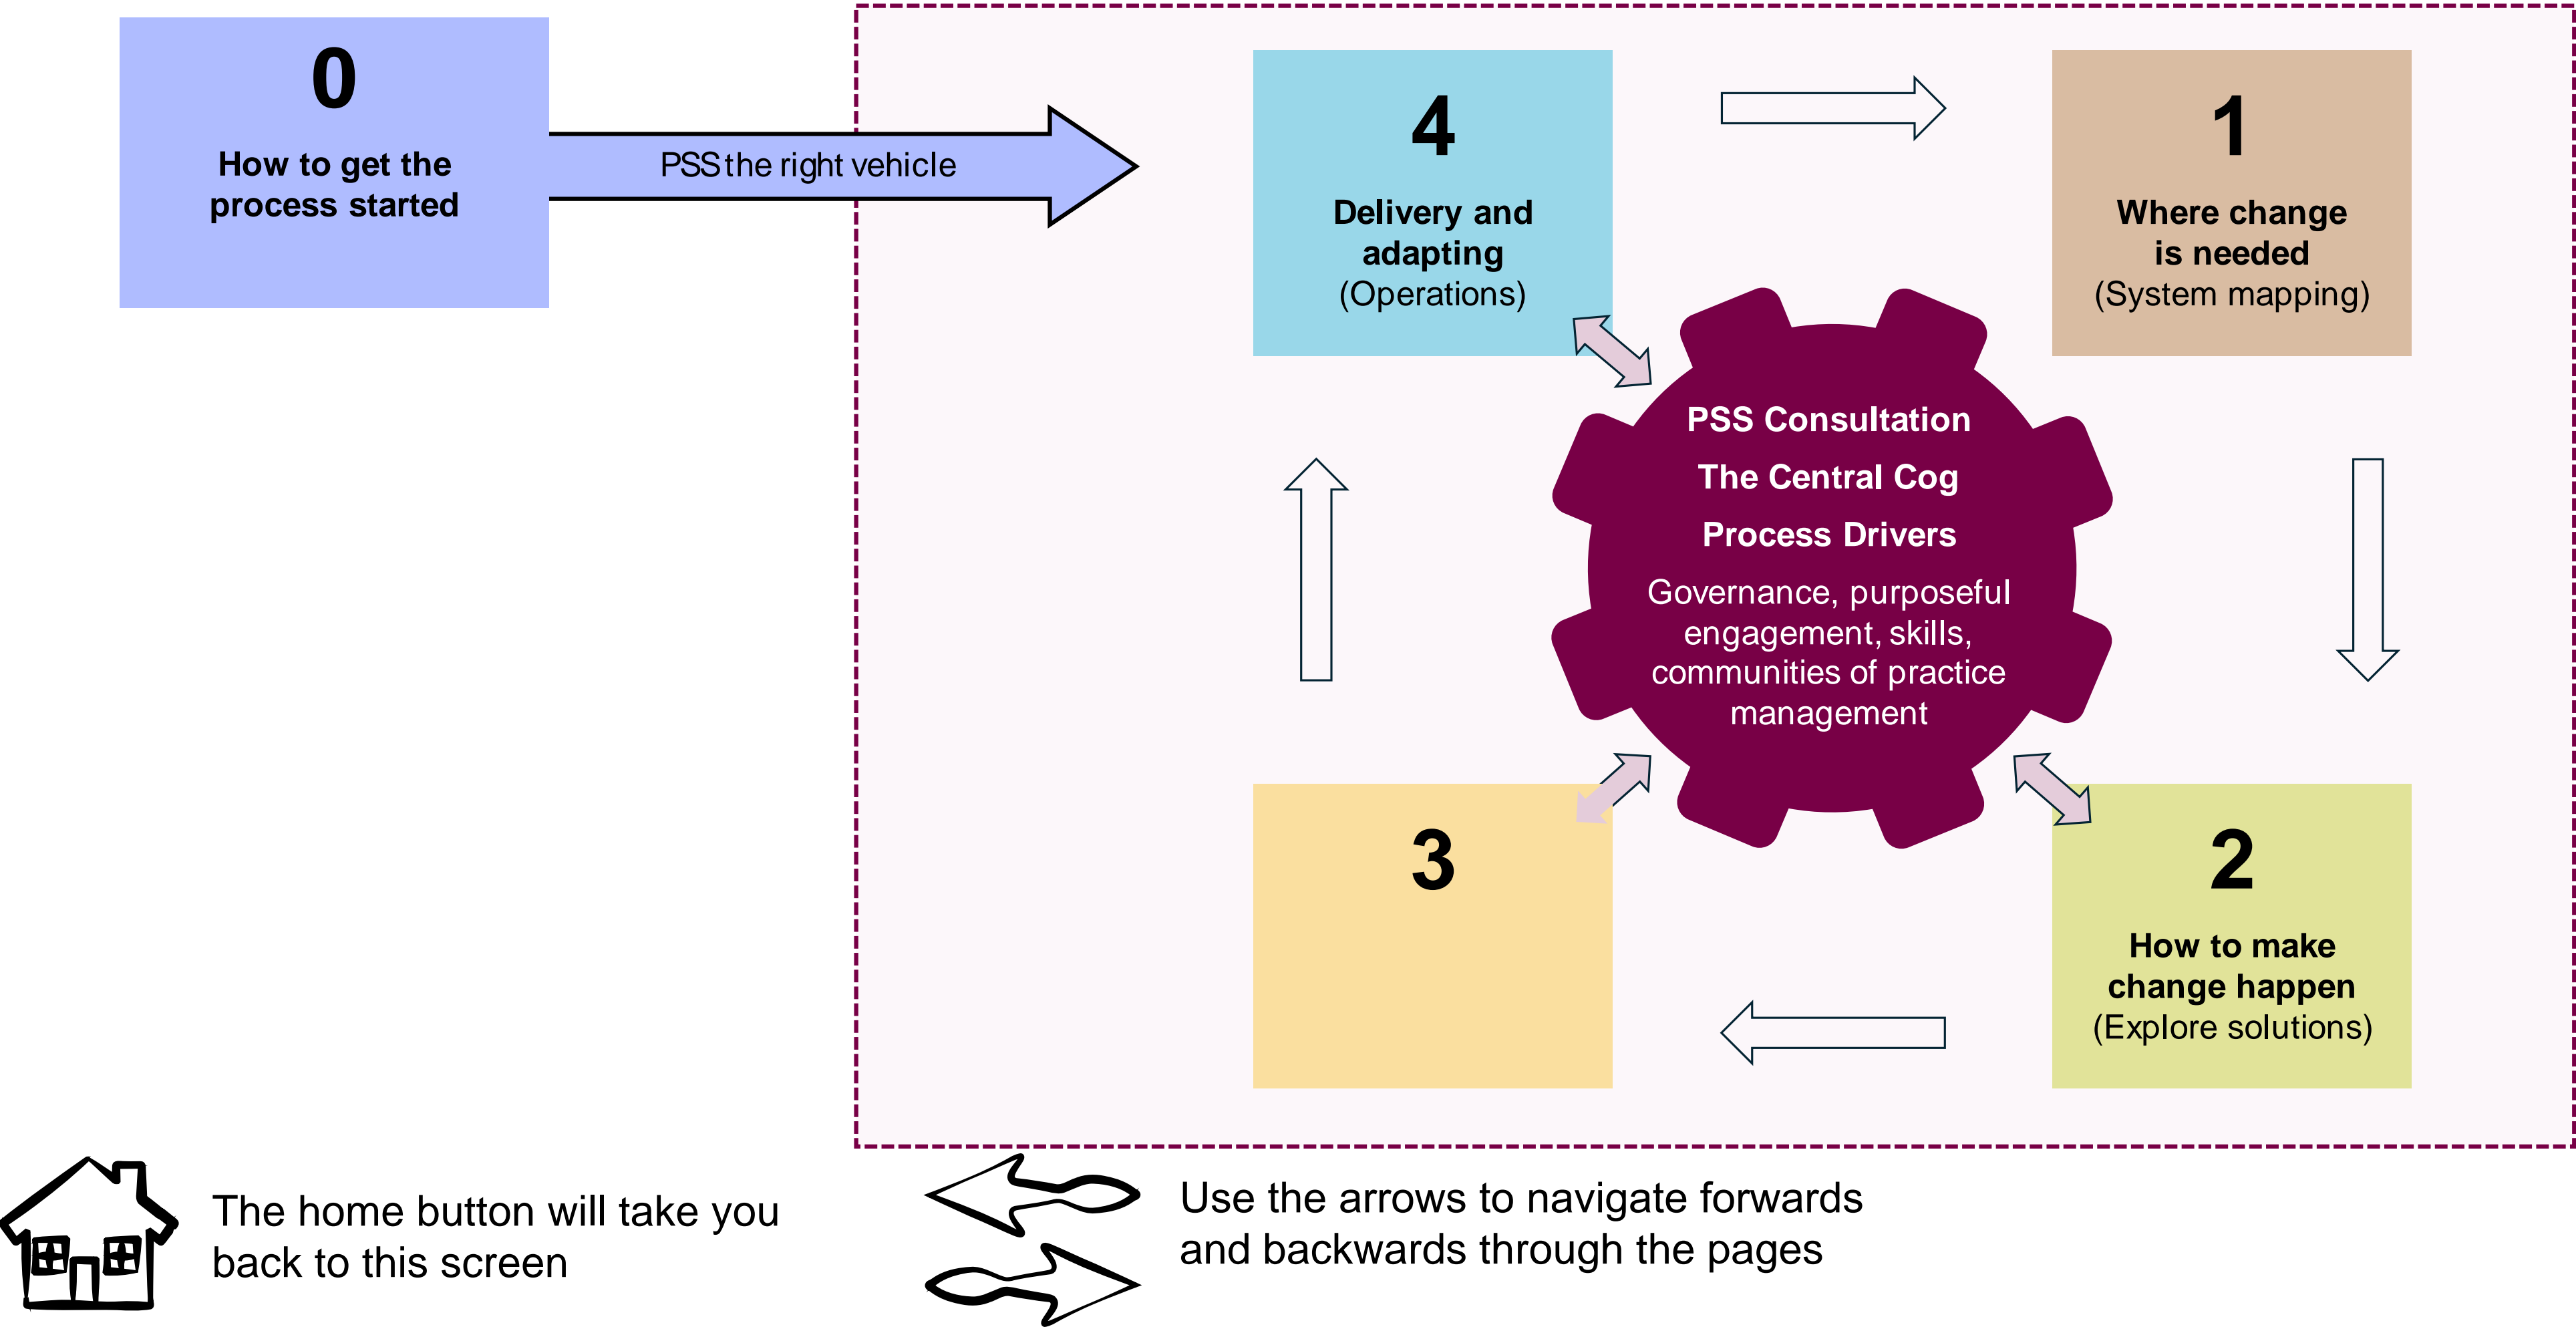 0
How to get the
process started
PSS the right vehicle
4
Delivery and
adapting
(Operations)
1
Where change
is needed
(System mapping)
PSS Consultation
The Central Cog
Process Drivers
Governance, purposeful
engagement, skills,
communities of practice
management
3
2
How to make
change happen
(Explore solutions)
The home button will take you
back to this screen
Use the arrows to navigate forwards
and backwards through the pages